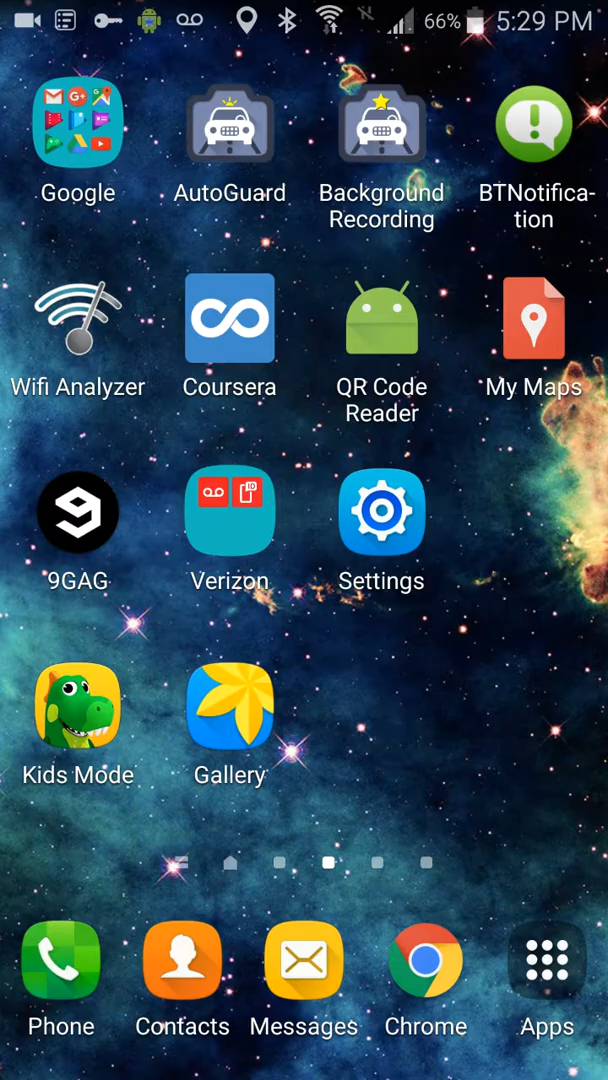 66% 5:29 PM
Google AutoGuard Background Recording BTNotifica-
tion
Wifi Analyzer Coursera QR Code Reader My Maps
9GAG Verizon Settings
Kids Mode Gallery
Phone Contacts Messages Chrome Apps